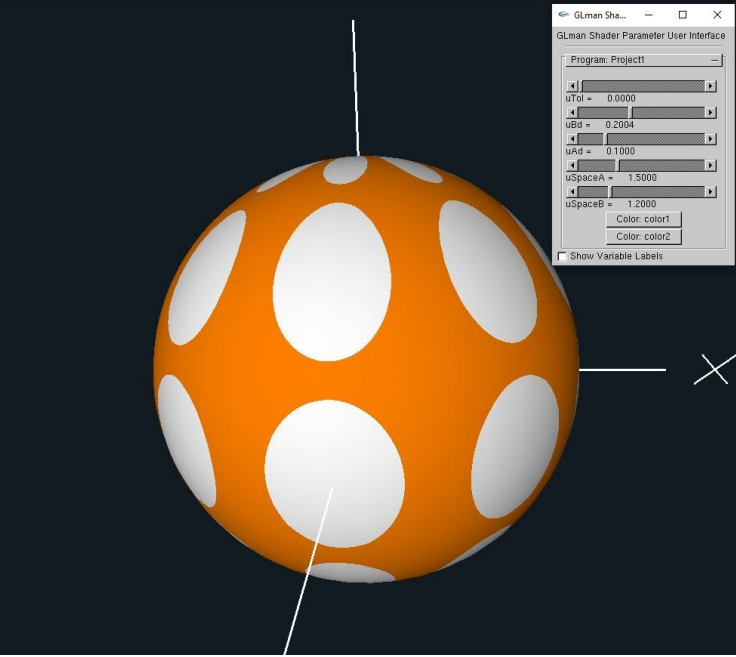 GLman Sha...
GLman Shader Parameter User Interface
Program: Project1
uTol = 0.0000
uBd = 0.2004
uAd = 0.1000
uSpaceA = 1.5000
uSpaceB = 1.2000
Color: color1
Color: color2
Show Variable Labels
X